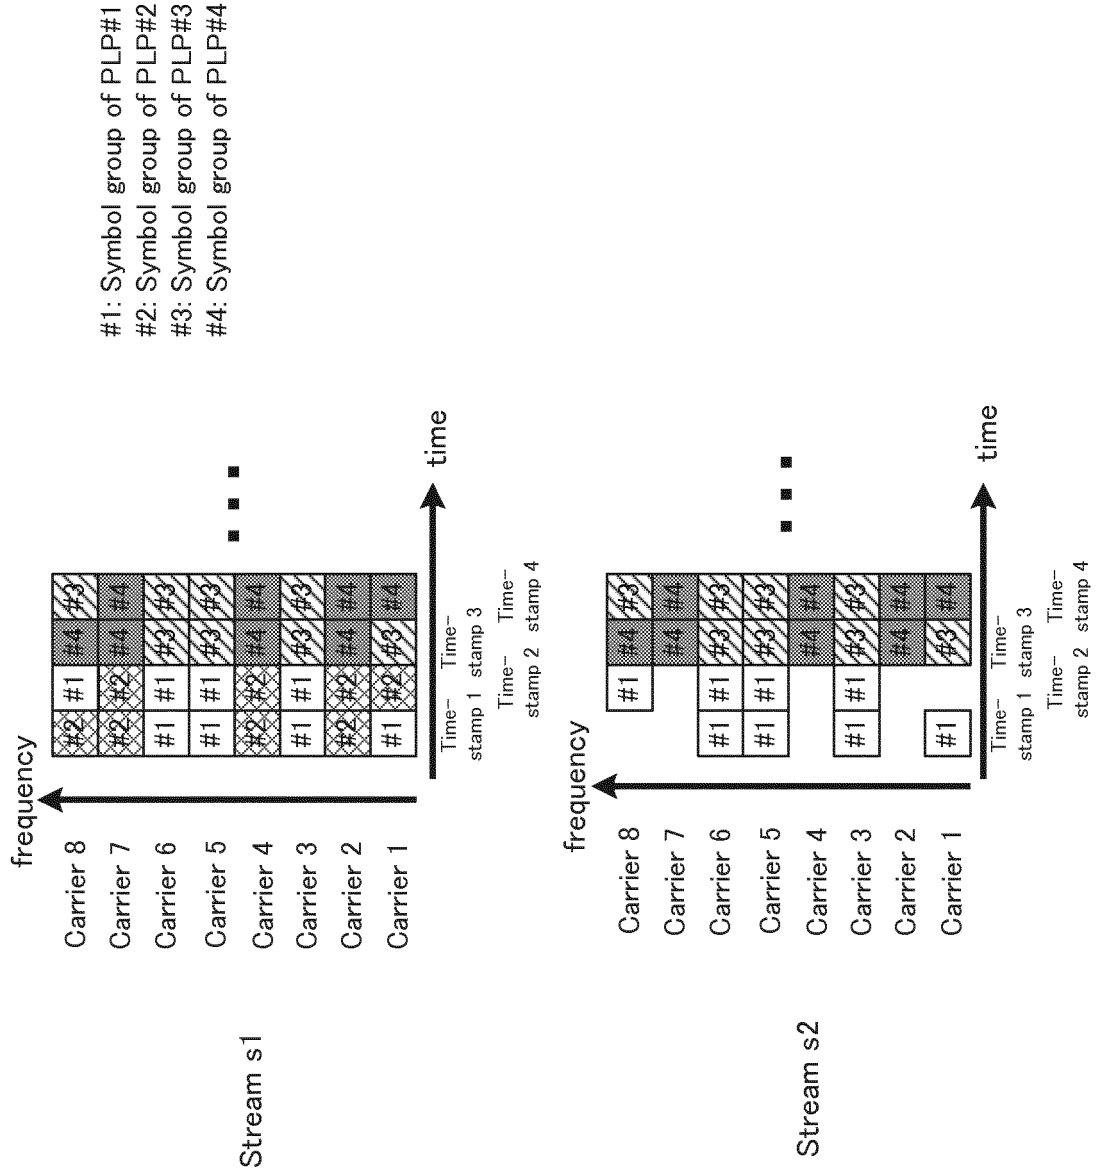 frequency
#1: Symbol group of PLP#1
#2: Symbol group of PLP#2
#3: Symbol group of PLP#3
#4: Symbol group of PLP#4
Stream s1
Carrier 8 #2 #1 #4 #3
Carrier 7 #2 #2 #4 #4
Carrier 6 #1 #1 #3 #3
Carrier 5 #1 #1 #3 #3
Carrier 4 #2 #2 #4 #4
Carrier 3 #1 #1 #3 #3
Carrier 2 #2 #2 #4 #4
Carrier 1 #1 #2 #3 #4
time
Time-
stamp 1
Time-
stamp 2
Time-
stamp 3
Time-
stamp 4
frequency
Stream s2
Carrier 8 #1 #4 #3
Carrier 7 #4 #4
Carrier 6 #1 #1 #3 #3
Carrier 5 #1 #1 #3 #3
Carrier 4 #4 #4
Carrier 3 #1 #1 #3 #3
Carrier 2 #4 #4
Carrier 1 #1 #3 #4
time
Time-
stamp 1
Time-
stamp 2
Time-
stamp 3
Time-
stamp 4